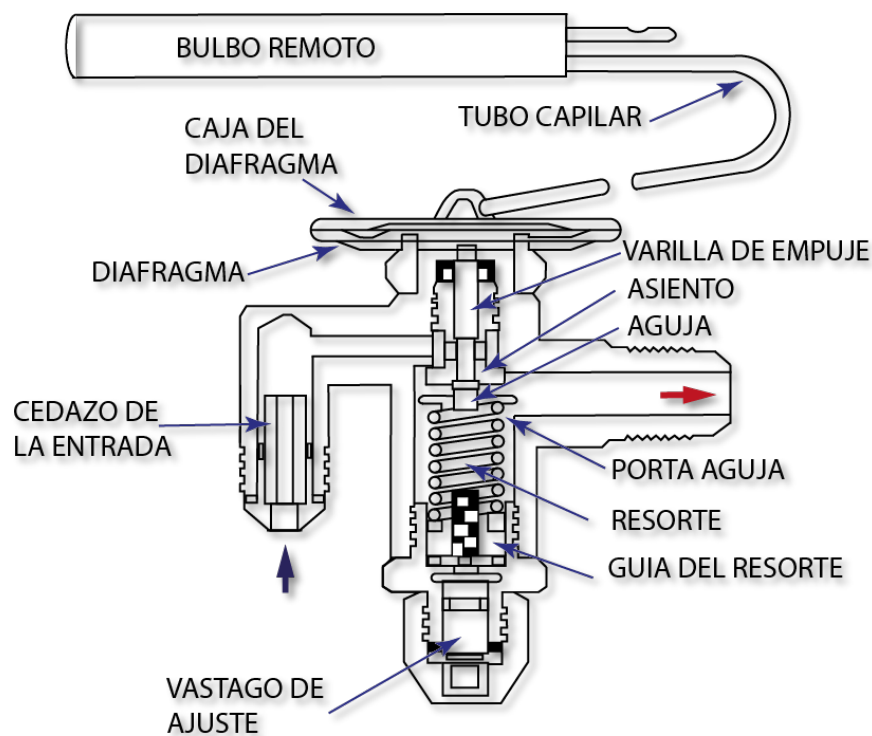 BULBO REMOTO
TUBO CAPILAR
CAJA DEL
DIAFRAGMA
DIAFRAGMA
VARILLA DE EMPUJE
ASIENTO
AGUJA
CEDAZO DE
LA ENTRADA
PORTA AGUJA
RESORTE
GUIA DEL RESORTE
VASTAGO DE
AJUSTE